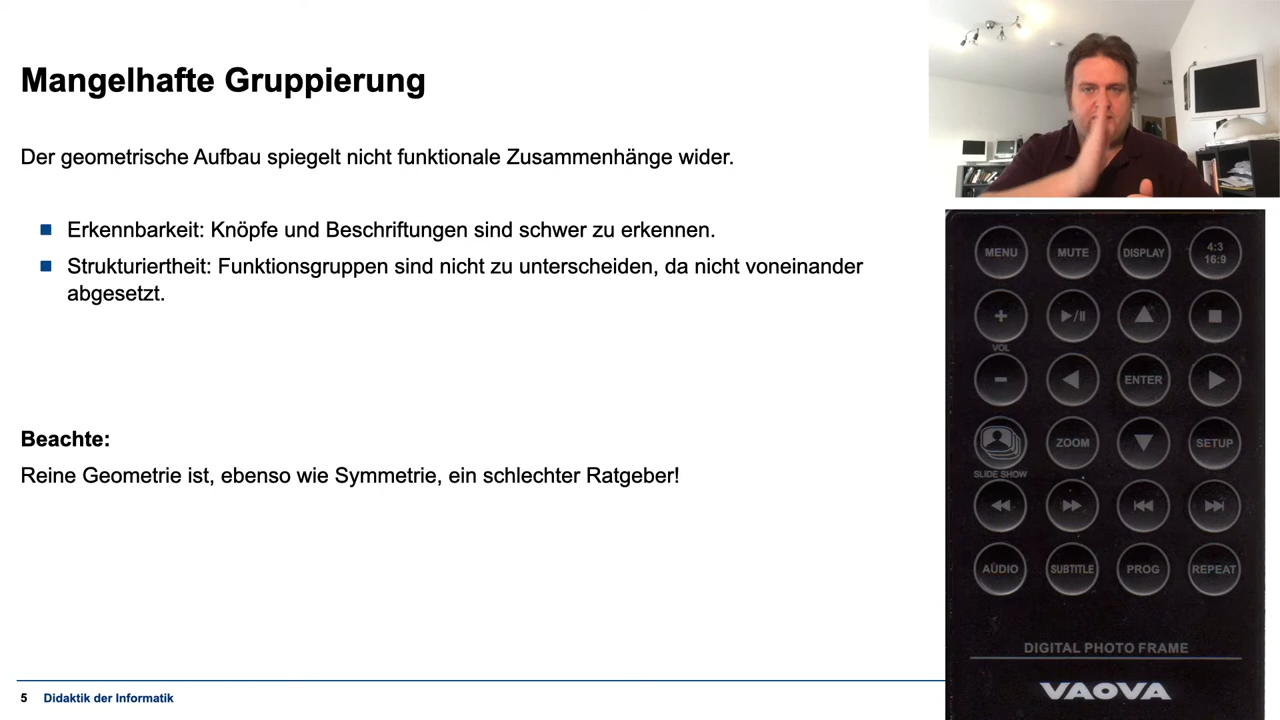 Mangelhafte Gruppierung
Der geometrische Aufbau spiegelt nicht funktionale Zusammenhänge wider.
Erkennbarkeit: Knöpfe und Beschriftungen sind schwer zu erkennen.
Strukturiertheit: Funktionsgruppen sind nicht zu unterscheiden, da nicht voneinander
abgesetzt.
Beachte:
Reine Geometrie ist, ebenso wie Symmetrie, ein schlechter Ratgeber!
5 Didaktik der Informatik
MENU MUTE DISPLAY 4:3
16:9
VOL
ENTER
ZOOM SETUP
SLIDE SHOW
AUDIO SUBTITLE PROG REPEAT
DIGITAL PHOTO FRAME
VAOVA